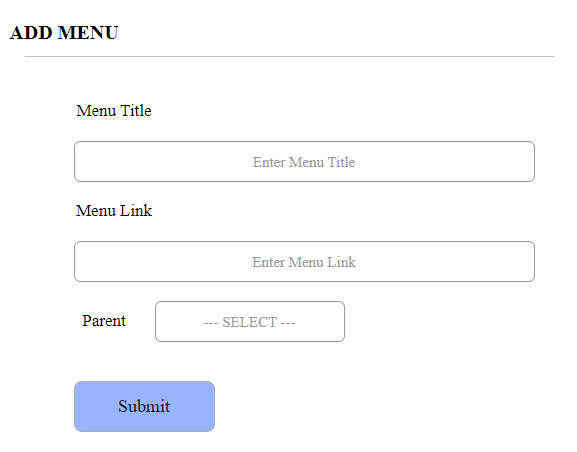 ADD MENU
Menu Title
Enter Menu Title
Menu Link
Enter Menu Link
Parent --- SELECT ---
Submit